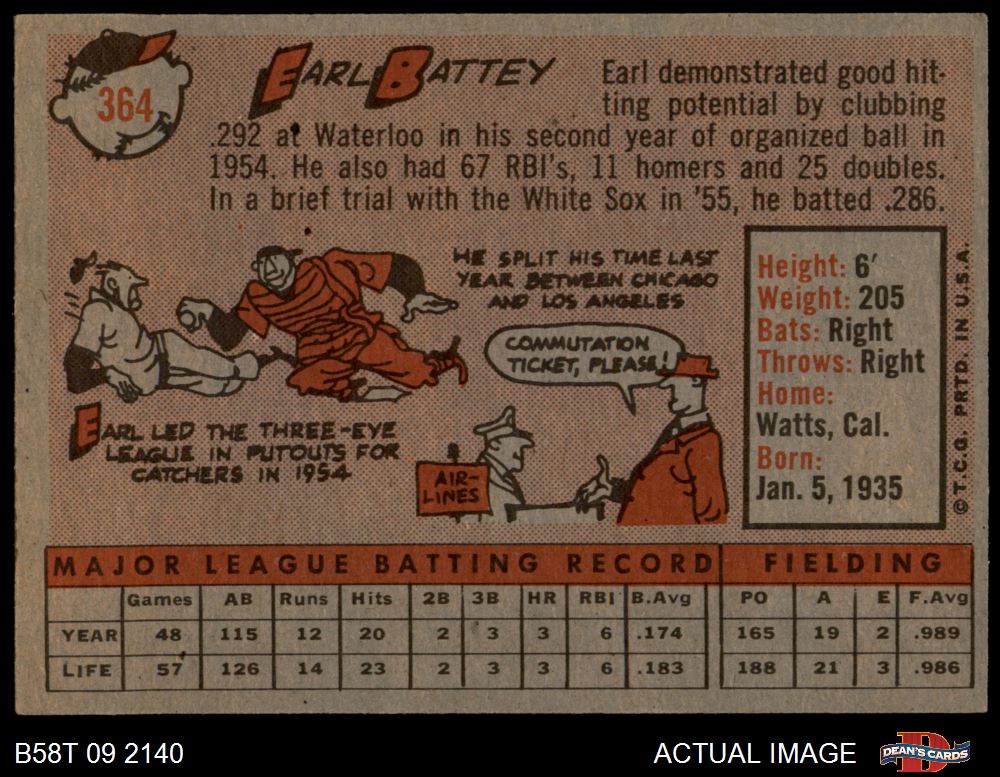 364
EARL BATTEY
Earl demonstrated good hit-
ting potential by clubbing
.292 at Waterloo in his second year of organized ball in
1954. He also had 67 RBI's, 11 homers and 25 doubles.
In a brief trial with the White Sox in '55, he batted .286.
HE SPLIT HIS TIME LAST
YEAR BETWEEN CHICAGO
AND LOS ANGELES
COMMUTATION
TICKET, PLEASE!
AIR-
LINES
EARL LED THE THREE-EYE
LEAGUE IN PUTOUTS FOR
CATCHERS IN 1954
Height: 6'
Weight: 205
Bats: Right
Throws: Right
Home:
Watts, Cal.
Born:
Jan. 5, 1935
© T.C.G. PRTD. IN U.S.A.
MAJOR LEAGUE BATTING RECORD FIELDING
Games AB Runs Hits 2B 3B HR RBI B.Avg PO A E F.Avg
YEAR 48 115 12 20 2 3 3 6 .174 165 19 2 .989
LIFE 57 126 14 23 2 3 3 6 .183 188 21 3 .986
B58T 09 2140
ACTUAL IMAGE
D
DEAN'S CARDS